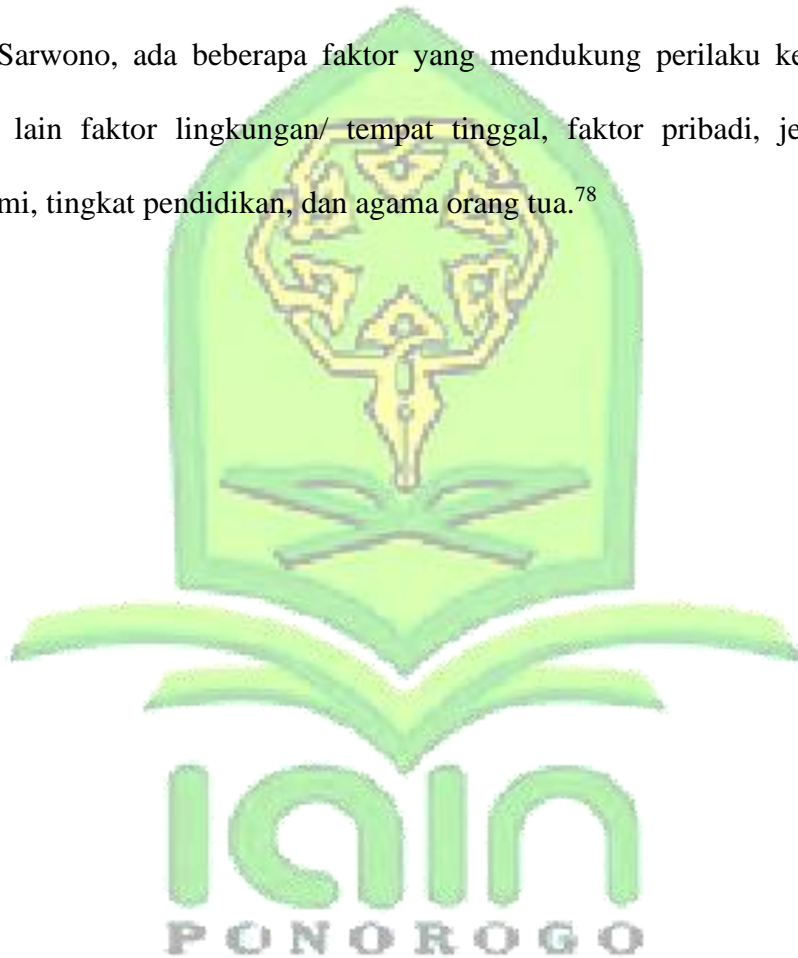 Sarwono, ada beberapa faktor yang mendukung perilaku ke
lain faktor lingkungan/ tempat tinggal, faktor pribadi, je
mi, tingkat pendidikan, dan agama orang tua.78
iain
PONOROGO